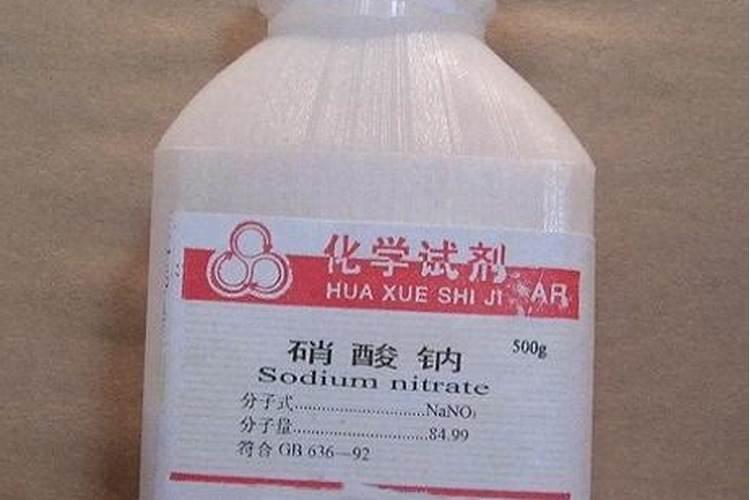 化学试剂
HUA XUE SHI JI AR
硝酸钠
500g
Sodium nitrate
分子式..............................NaNO₃
分子量..............................84.99
符合 GB 636—92